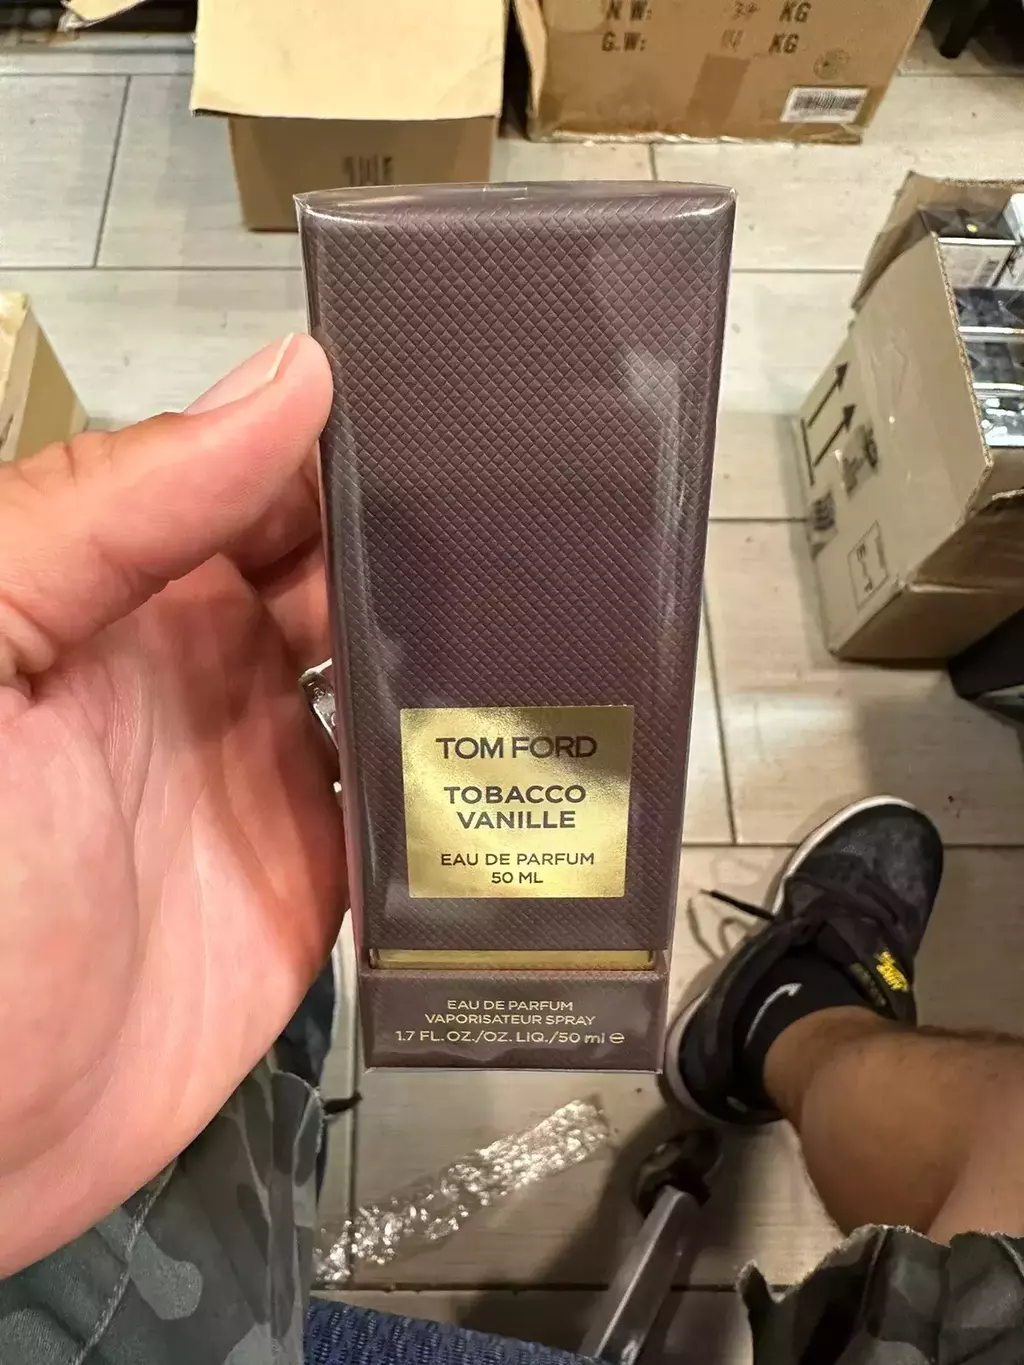 N.W: KG
G.W: KG
TOM FORD
TOBACCO
VANILLE
EAU DE PARFUM
50 ML
EAU DE PARFUM
VAPORISATEUR SPRAY
1.7 FL.OZ./OZ. LIQ./50 ml ℮